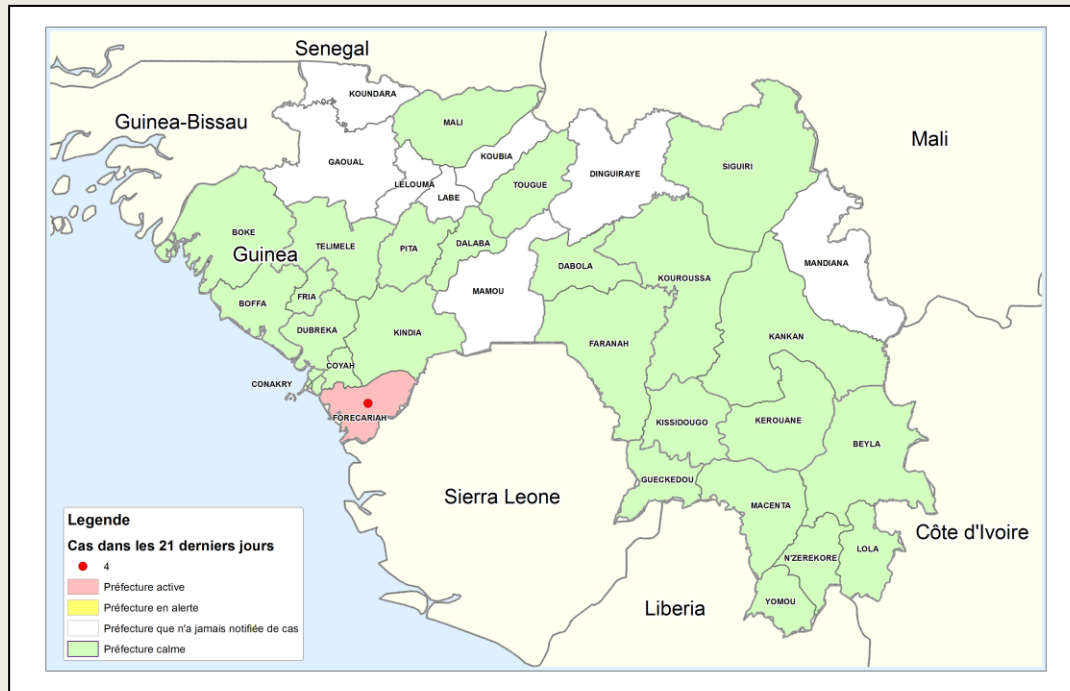 Senegal
KOUNDARA
Guinea-Bissau
MALI
Mali
KOUBIA
GAOUAL
SIGUIRI
DINGUIRAYE
LELOUMA
TOUGUE
LABE
BOKE
TELIMELE
PITA
DALABA
Guinea
MANDIANA
DABOLA
KOUROUSSA
MAMOU
FRIA
BOFFA
DUBREKA
KINDIA
KANKAN
FARANAH
COYAH
CONAKRY
FORECARIAH
KISSIDOUGO
KEROUANE
BEYLA
GUECKEDOU
Sierra Leone
MACENTA
Côte d'Ivoire
LOLA
N'ZEREKORE
YOMOU
Liberia
Legende
Cas dans les 21 derniers jours
4
Préfecture active
Préfecture en alerte
Préfecture que n'a jamais notifiée de cas
Préfecture calme